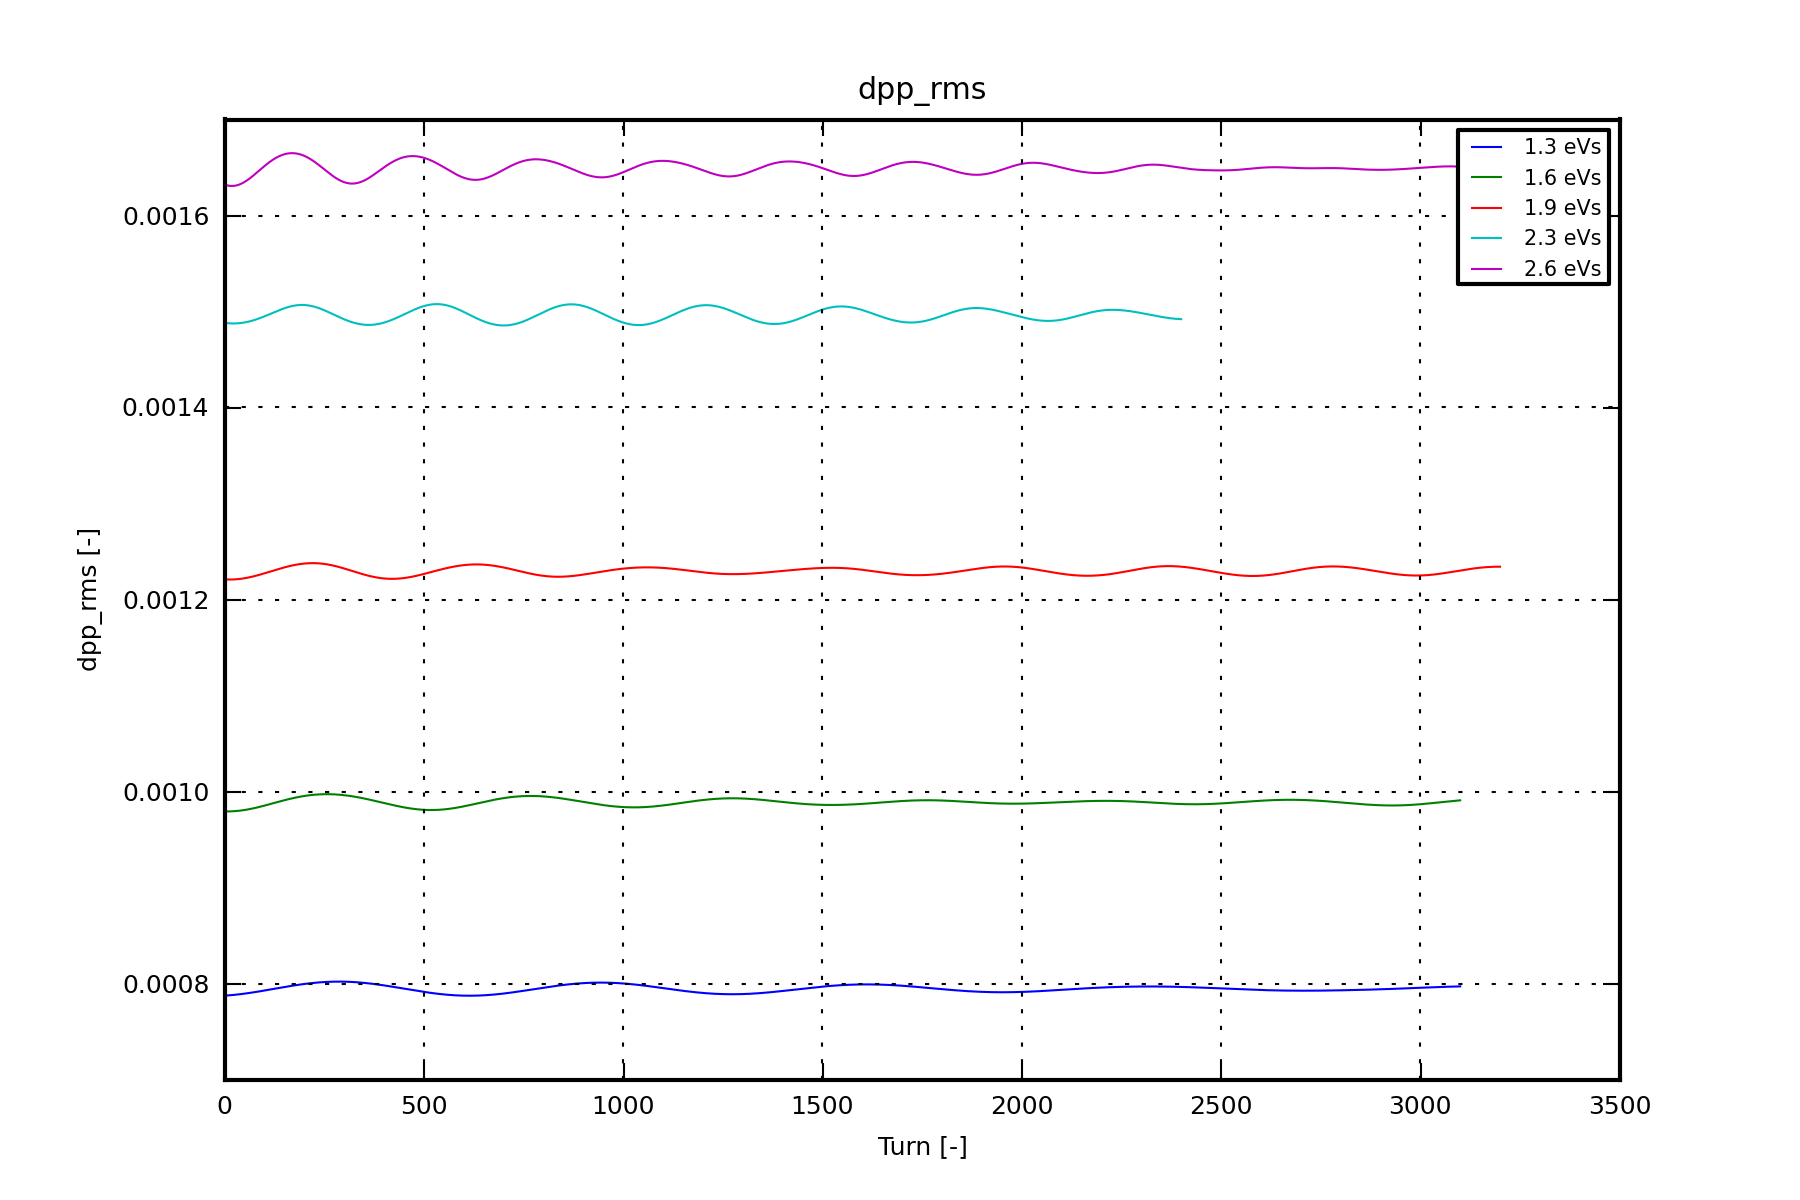 dpp_rms
1.3 eVs
1.6 eVs
1.9 eVs
2.3 eVs
2.6 eVs
0.0016
0.0014
0.0012
0.0010
0.0008
dpp_rms [-]
0 500 1000 1500 2000 2500 3000 3500
Turn [-]